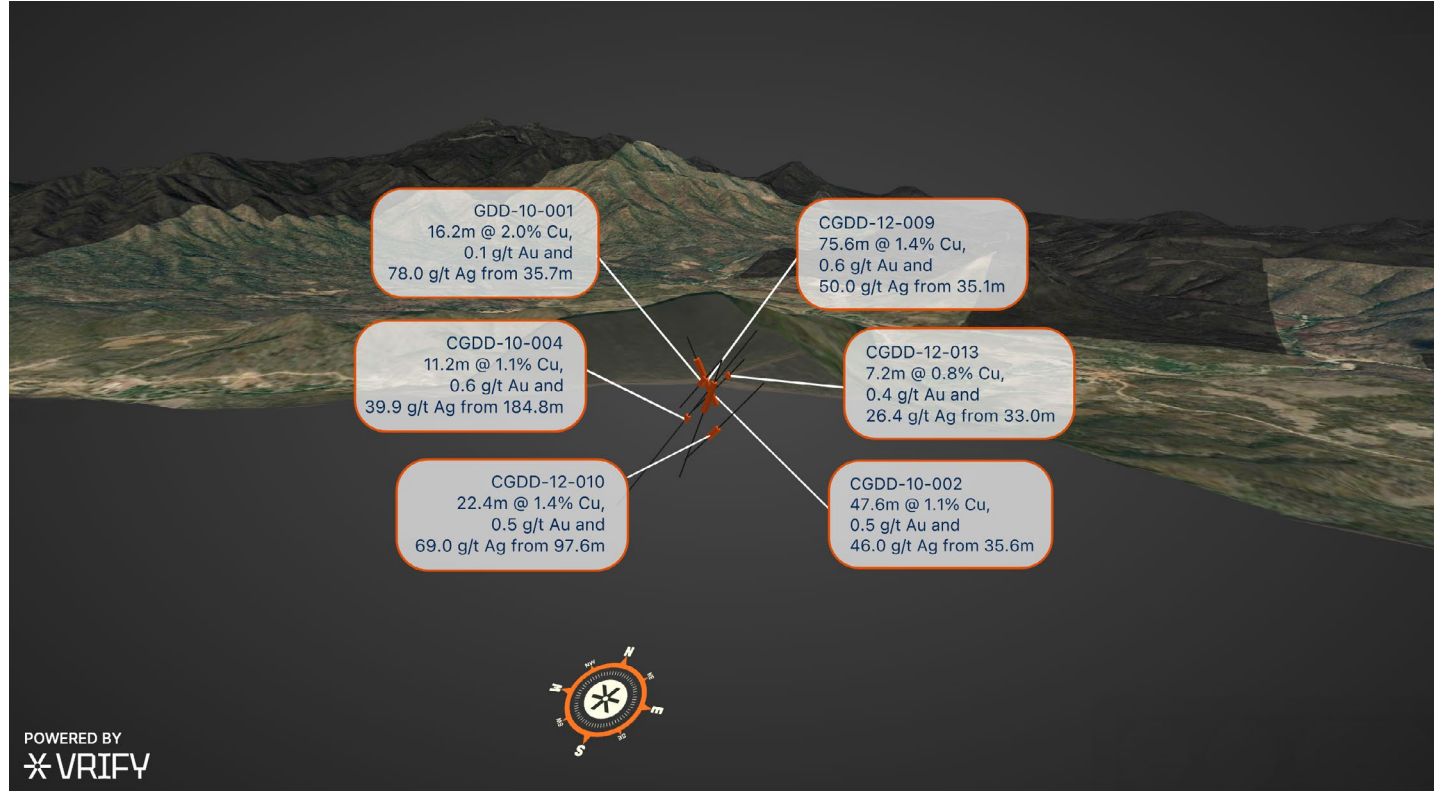 GDD-10-001
16.2m @ 2.0% Cu,
0.1 g/t Au and
78.0 g/t Ag from 35.7m
CGDD-12-009
75.6m @ 1.4% Cu,
0.6 g/t Au and
50.0 g/t Ag from 35.1m
CGDD-10-004
11.2m @ 1.1% Cu,
0.6 g/t Au and
39.9 g/t Ag from 184.8m
CGDD-12-013
7.2m @ 0.8% Cu,
0.4 g/t Au and
26.4 g/t Ag from 33.0m
CGDD-12-010
22.4m @ 1.4% Cu,
0.5 g/t Au and
69.0 g/t Ag from 97.6m
CGDD-10-002
47.6m @ 1.1% Cu,
0.5 g/t Au and
46.0 g/t Ag from 35.6m
N
NW
NE
W
E
SW
SE
S
POWERED BY
VRIFY